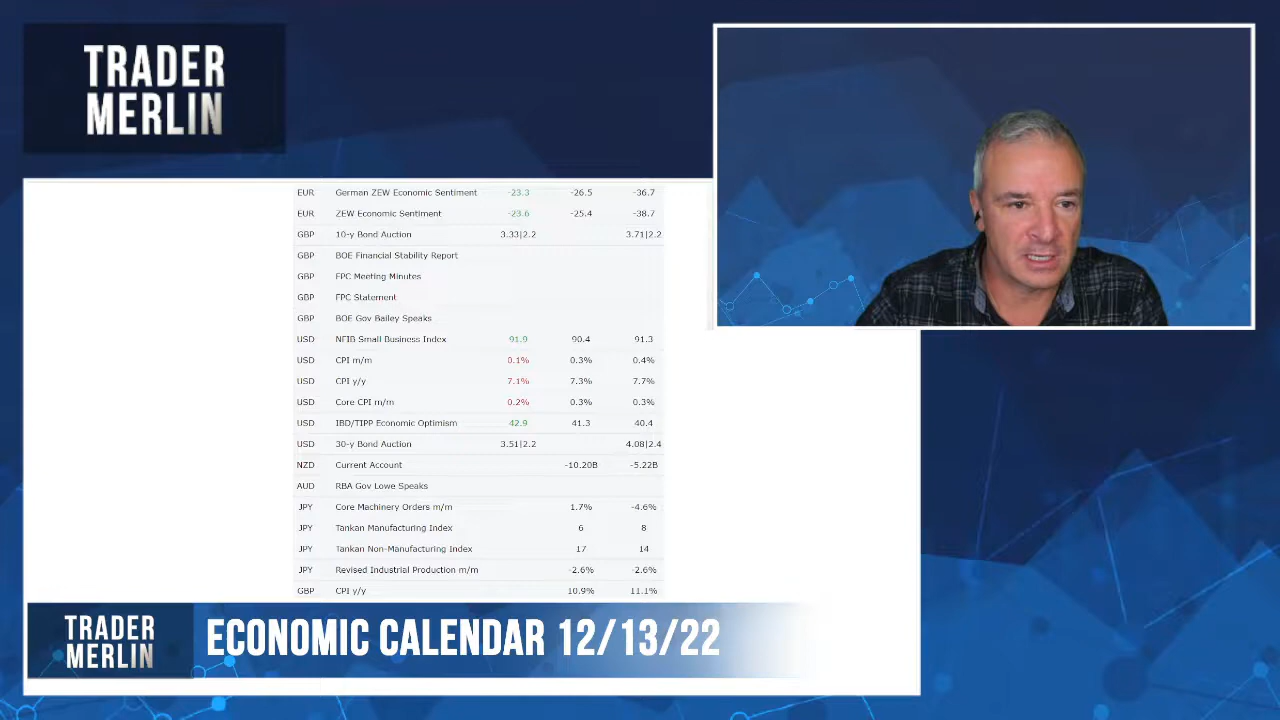 TRADER
MERLIN
EUR German ZEW Economic Sentiment -23.3 -26.5 -36.7
EUR ZEW Economic Sentiment -23.6 -25.4 -38.7
GBP 10-y Bond Auction 3.33|2.2 3.71|2.2
GBP BOE Financial Stability Report
GBP FPC Meeting Minutes
GBP FPC Statement
GBP BOE Gov Bailey Speaks
USD NFIB Small Business Index 91.9 90.4 91.3
USD CPI m/m 0.1% 0.3% 0.4%
USD CPI y/y 7.1% 7.3% 7.7%
USD Core CPI m/m 0.2% 0.3% 0.3%
USD IBD/TIPP Economic Optimism 42.9 41.3 40.4
USD 30-y Bond Auction 3.51|2.2 4.08|2.4
NZD Current Account -10.20B -5.22B
AUD RBA Gov Lowe Speaks
JPY Core Machinery Orders m/m 1.7% -4.6%
JPY Tankan Manufacturing Index 6 8
JPY Tankan Non-Manufacturing Index 17 14
JPY Revised Industrial Production m/m -2.6% -2.6%
GBP CPI y/y 10.9% 11.1%
TRADER
MERLIN
ECONOMIC CALENDAR 12/13/22